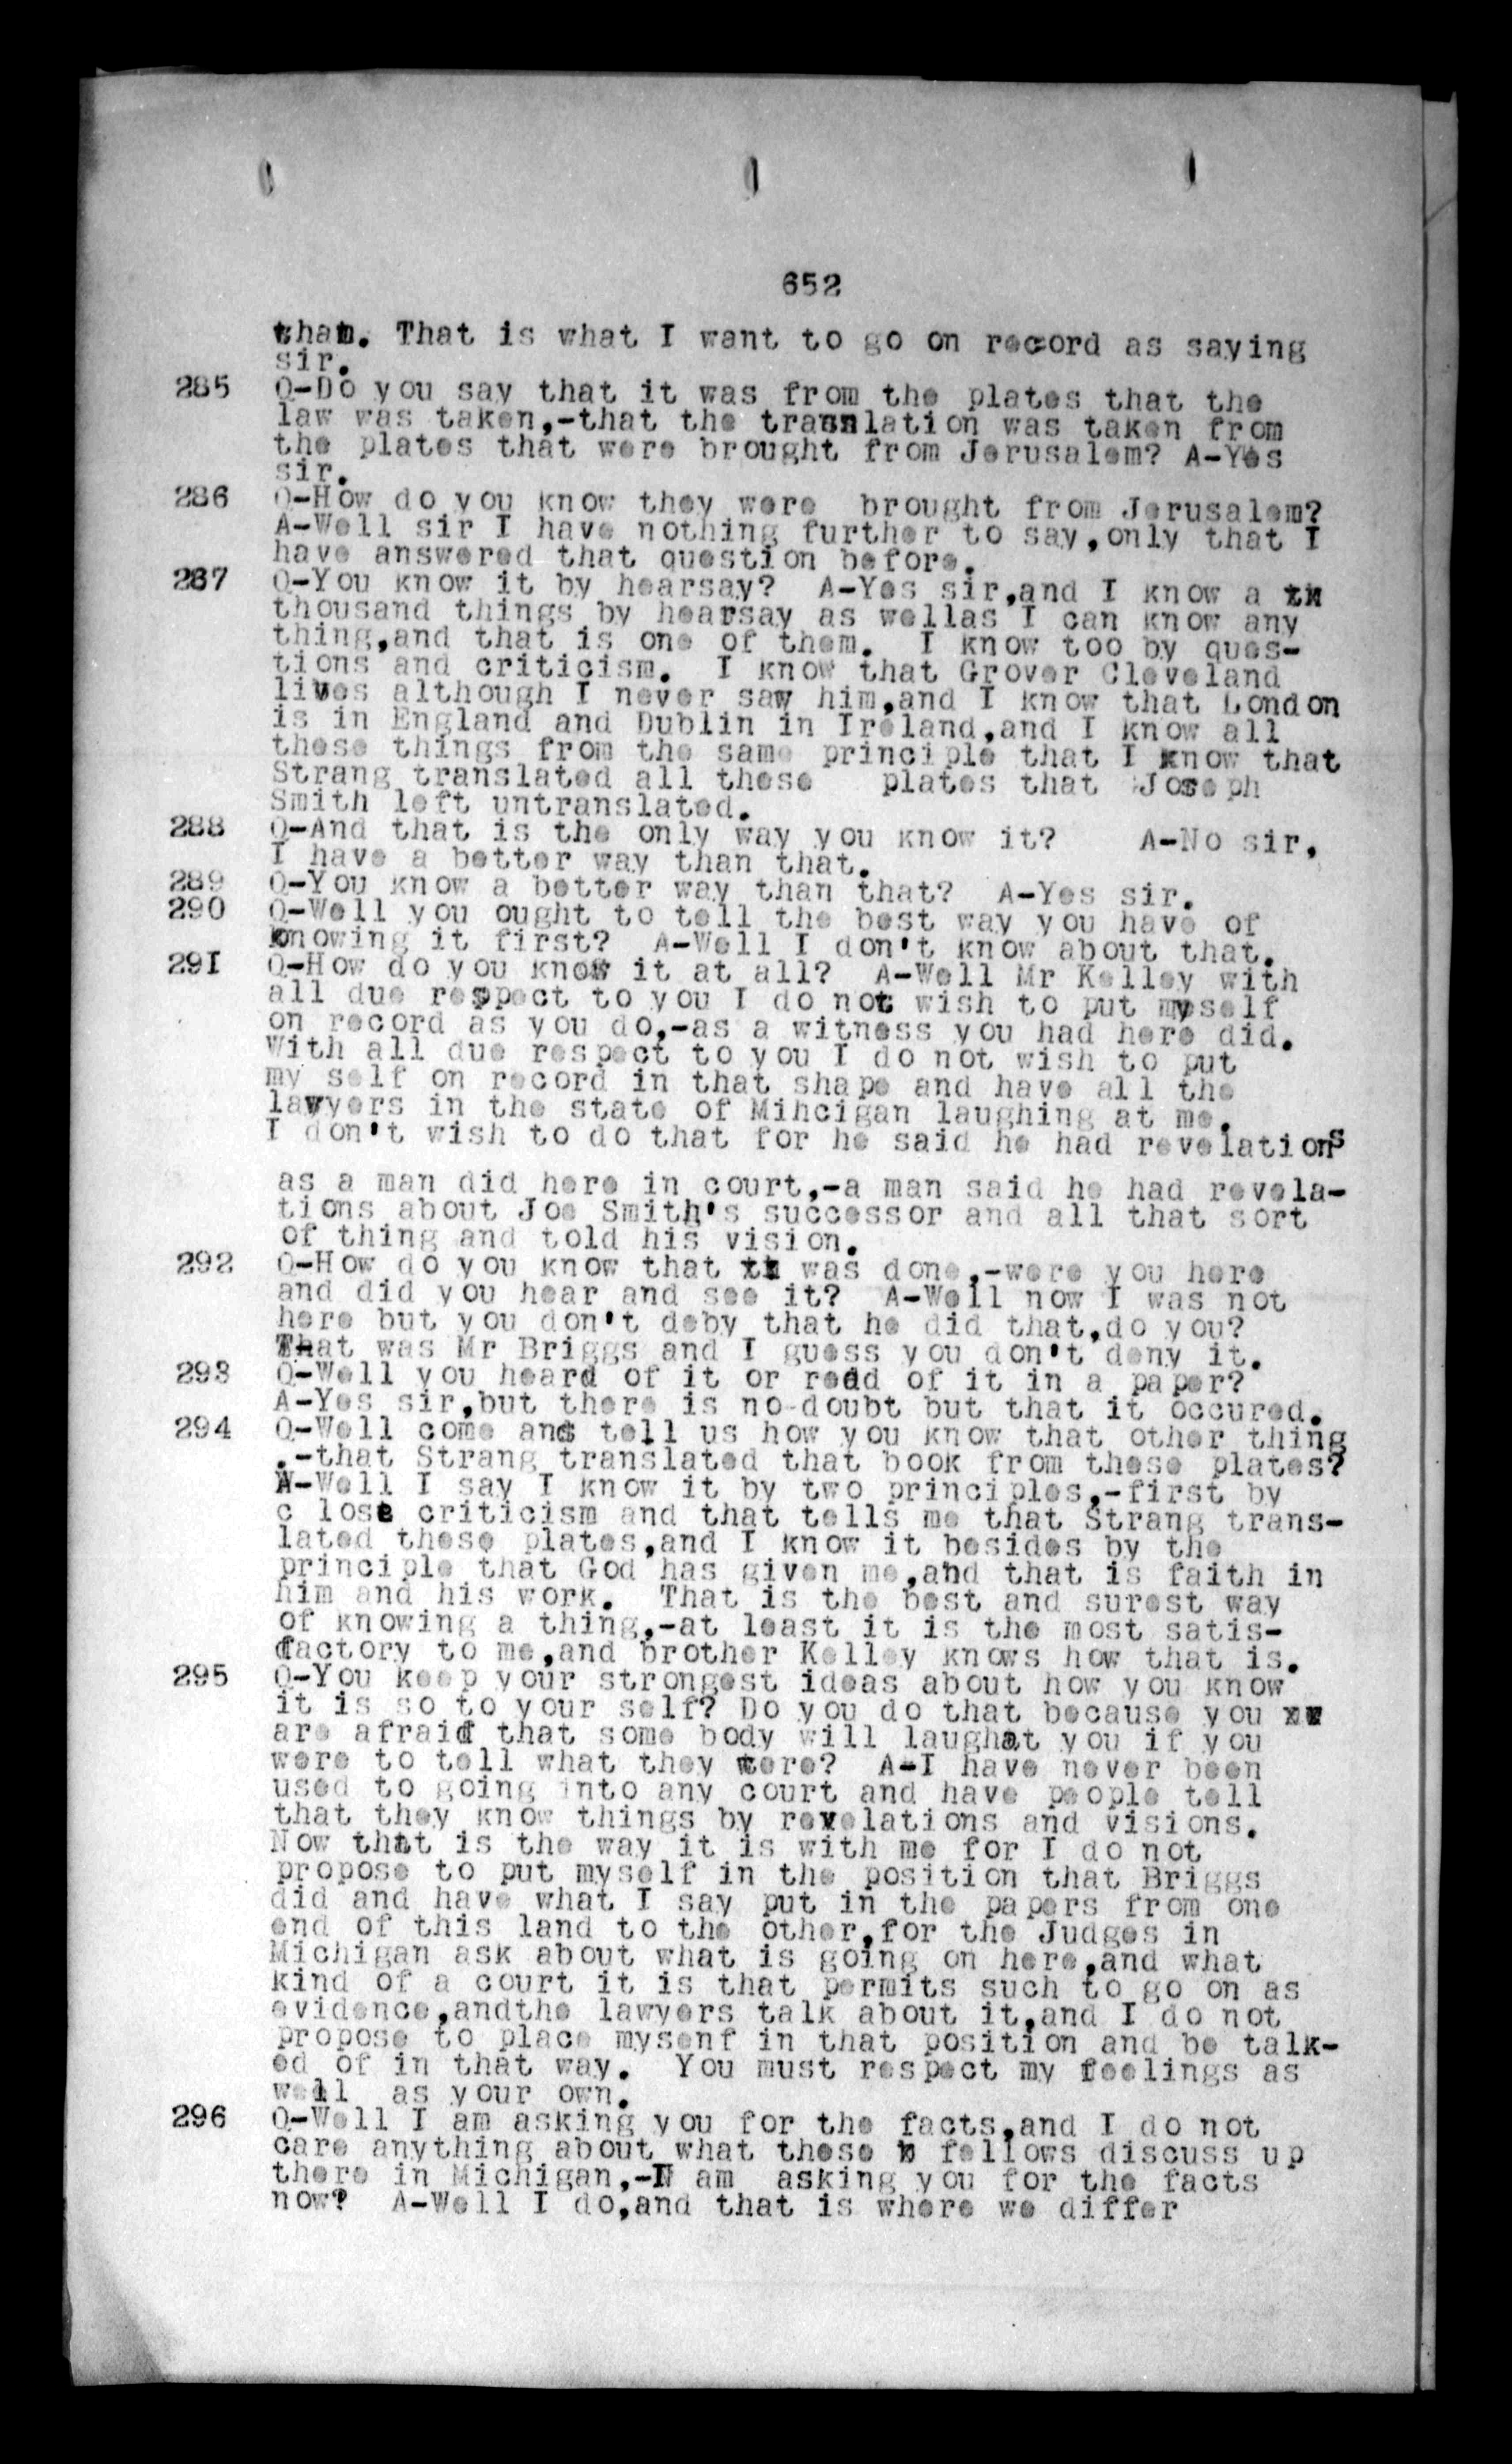 652
than. That is what I want to go on record as saying
sir.
285 Q-Do you say that it was from the plates that the
law was taken,-that the translation was taken from
the plates that were brought from Jerusalem? A-Yes
sir.
286 Q-How do you know they were brought from Jerusalem?
A-Well sir I have nothing further to say,only that I
have answered that question before.
287 Q-You know it by hearsay? A-Yes sir,and I know a
thousand things by hearsay as wellas I can know any
thing,and that is one of them. I know too by ques-
tions and criticism. I know that Grover Cleveland
lives although I never saw him,and I know that London
is in England and Dublin in Ireland,and I know all
these things from the same principle that I know that
Strang translated all these plates that Joseph
Smith left untranslated.
288 Q-And that is the only way you know it? A-No sir,
I have a better way than that.
289 Q-You know a better way than that? A-Yes sir.
290 Q-Well you ought to tell the best way you have of
knowing it first? A-Well I don't know about that.
291 Q-How do you know it at all? A-Well Mr Kelley with
all due respect to you I do not wish to put myself
on record as you do,-as a witness you had here did.
With all due respect to you I do not wish to put
my self on record in that shape and have all the
lawyers in the state of Mihcigan laughing at me.
I don't wish to do that for he said he had revelations
as a man did here in court,-a man said he had revela-
tions about Joe Smith's successor and all that sort
of thing and told his vision.
292 Q-How do you know that was done,-were you here
and did you hear and see it? A-Well now I was not
here but you don't deby that he did that,do you?
That was Mr Briggs and I guess you don't deny it.
293 Q-Well you heard of it or read of it in a paper?
A-Yes sir,but there is no doubt but that it occured.
294 Q-Well come and tell us how you know that other thing
.-that Strang translated that book from these plates?
A-Well I say I know it by two principles,-first by
c lose criticism and that tells me that Strang trans-
lated these plates,and I know it besides by the
principle that God has given me,and that is faith in
him and his work. That is the best and surest way
of knowing a thing,-at least it is the most satis-
factory to me,and brother Kelley knows how that is.
295 Q-You keep your strongest ideas about how you know
it is so to your self? Do you do that because you
are afraid that some body will laughat you if you
were to tell what they were? A-I have never been
used to going into any court and have people tell
that they know things by revelations and visions.
Now that is the way it is with me for I do not
propose to put myself in the position that Briggs
did and have what I say put in the papers from one
end of this land to the other,for the Judges in
Michigan ask about what is going on here,and what
kind of a court it is that permits such to go on as
evidence,andthe lawyers talk about it,and I do not
propose to place mysenf in that position and be talk-
ed of in that way. You must respect my feelings as
well as your own.
296 Q-Well I am asking you for the facts,and I do not
care anything about what these fellows discuss up
there in Michigan,-I am asking you for the facts
now? A-Well I do,and that is where we differ